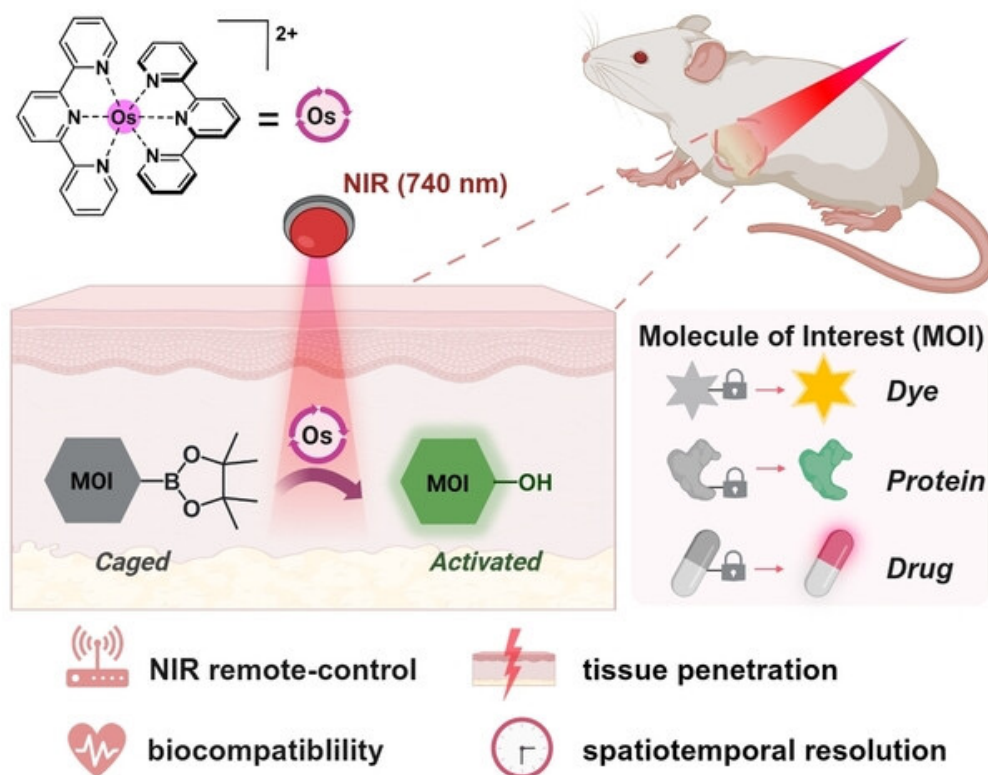 2+
N
N
N
Os
N
N
N
=
Os
NIR (740 nm)
Molecule of Interest (MOI)
Dye
Protein
Drug
Os
MOI
B
O
O
MOI
OH
Caged
Activated
NIR remote-control
tissue penetration
biocompatiblility
spatiotemporal resolution